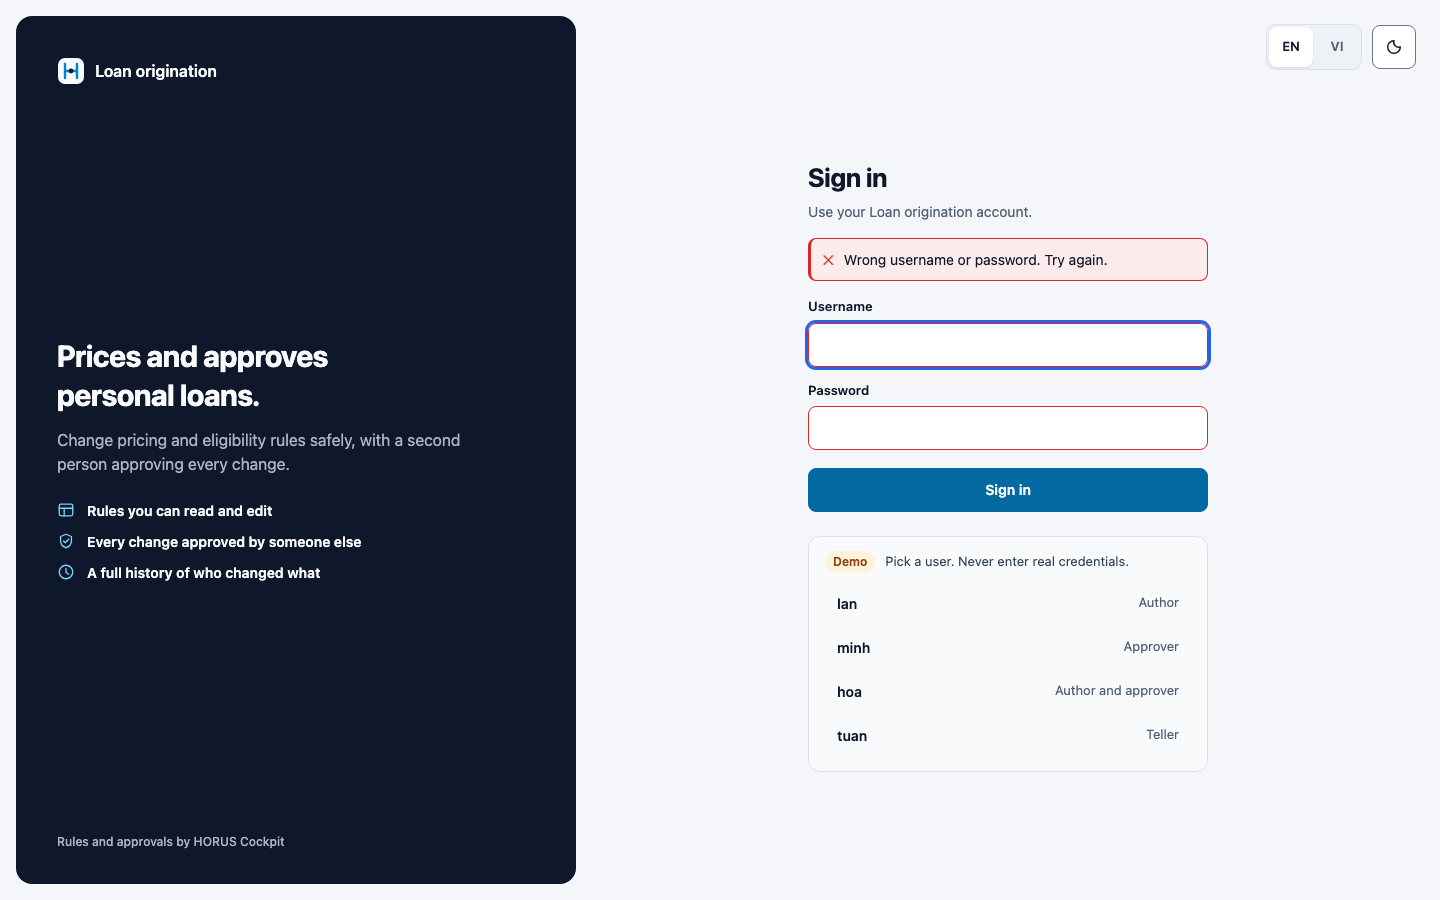 Loan origination
EN
VI
Prices and approves
personal loans.
Change pricing and eligibility rules safely, with a second
person approving every change.
Rules you can read and edit
Every change approved by someone else
A full history of who changed what
Rules and approvals by HORUS Cockpit
Sign in
Use your Loan origination account.
Wrong username or password. Try again.
Username
Password
Sign in
Demo Pick a user. Never enter real credentials.
lan Author
minh Approver
hoa Author and approver
tuan Teller